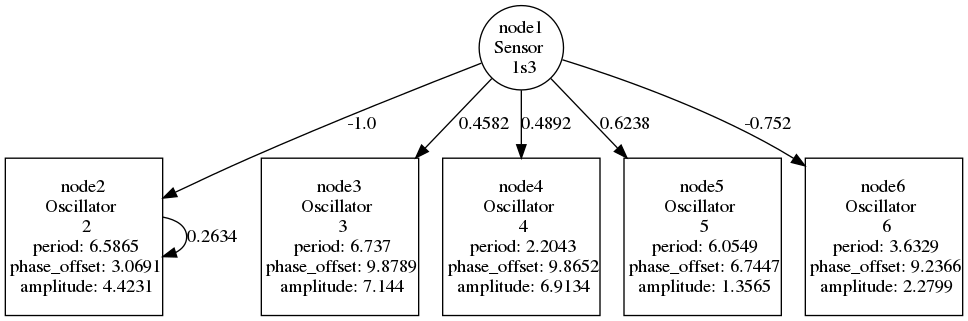 node1
Sensor
1s3
-1.0
0.4582
0.4892
0.6238
-0.752
node2
Oscillator
2
period: 6.5865
phase_offset: 3.0691
amplitude: 4.4231
0.2634
node3
Oscillator
3
period: 6.737
phase_offset: 9.8789
amplitude: 7.144
node4
Oscillator
4
period: 2.2043
phase_offset: 9.8652
amplitude: 6.9134
node5
Oscillator
5
period: 6.0549
phase_offset: 6.7447
amplitude: 1.3565
node6
Oscillator
6
period: 3.6329
phase_offset: 9.2366
amplitude: 2.2799